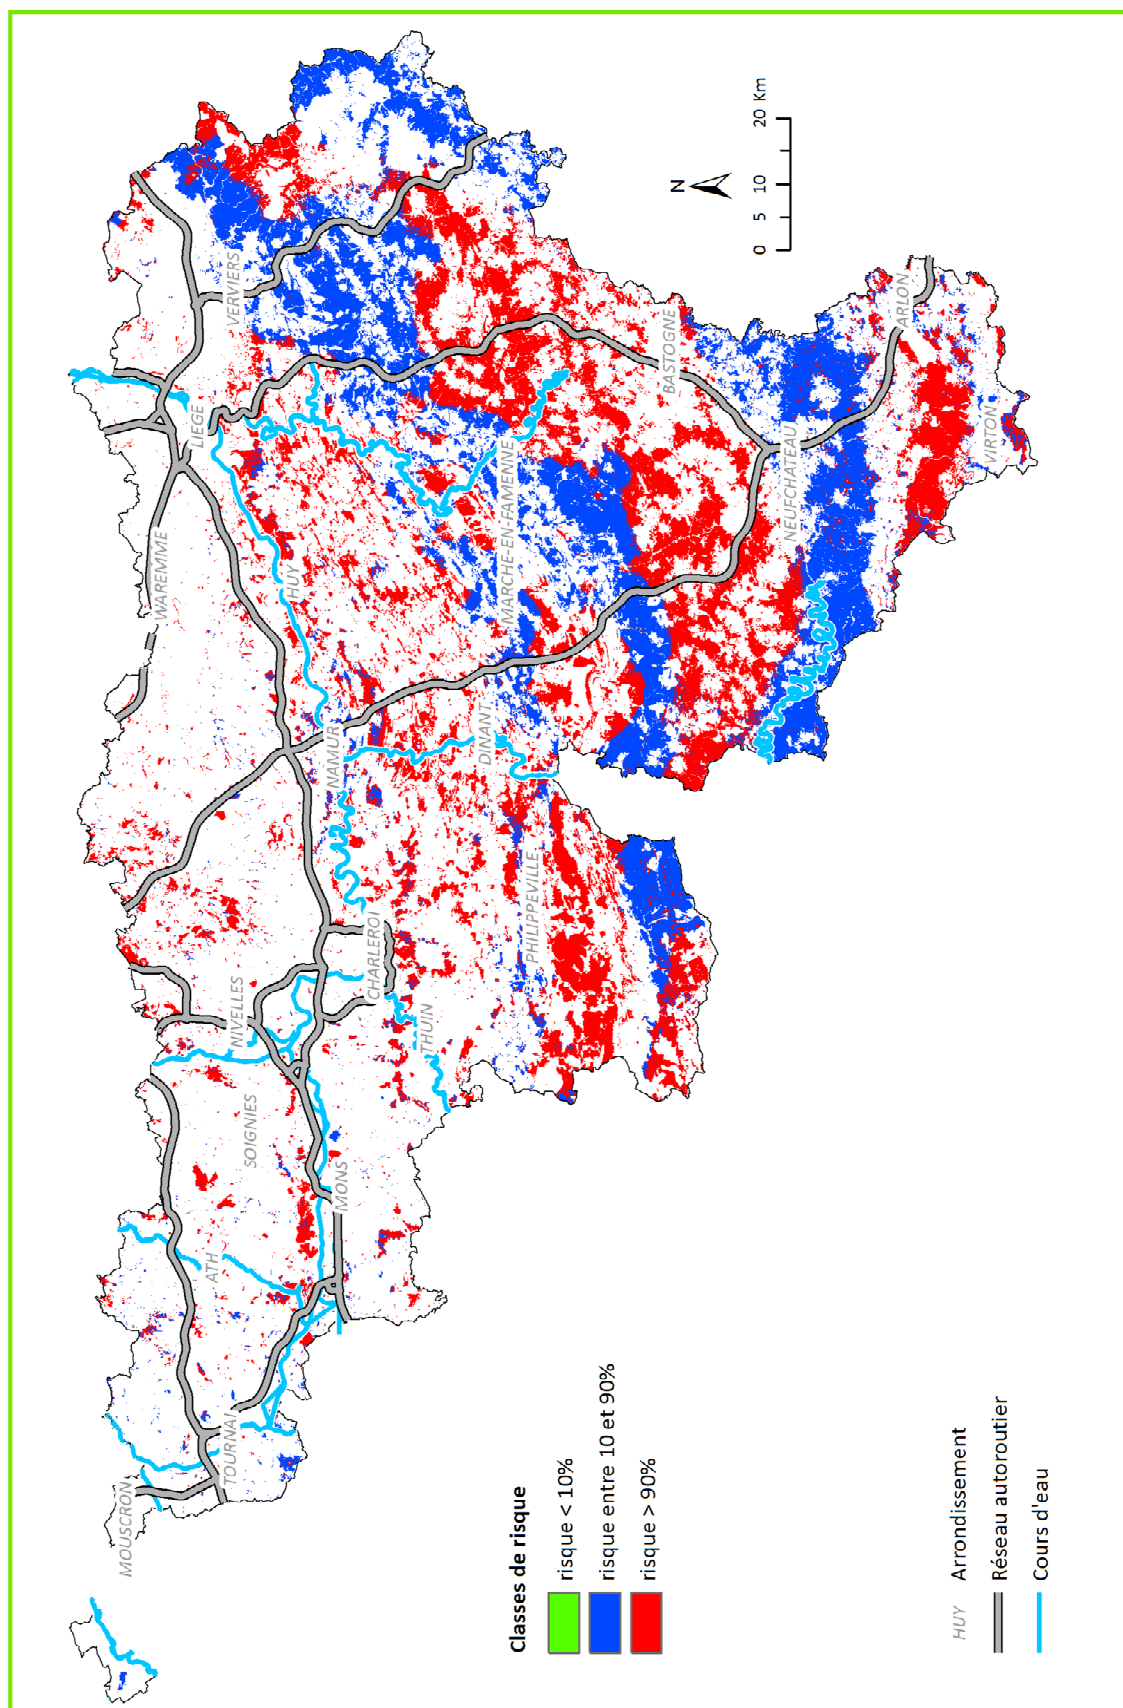 MOUSCRON
TOURNAI
ATH
SOIGNIES
MONS
NIVELLES
CHARLEROI
THUIN
PHILIPPEVILLE
NAMUR
DINANT
WAREMME
HUY
LIEGE
VERVIERS
MARCHE-EN-FAMENNE
BASTOGNE
NEUFCHATEAU
ARLON
VIRTON
N
0 5 10 20 Km
Classes de risque
risque < 10%
risque entre 10 et 90%
risque > 90%
HUY Arrondissement
Réseau autoroutier
Cours d'eau